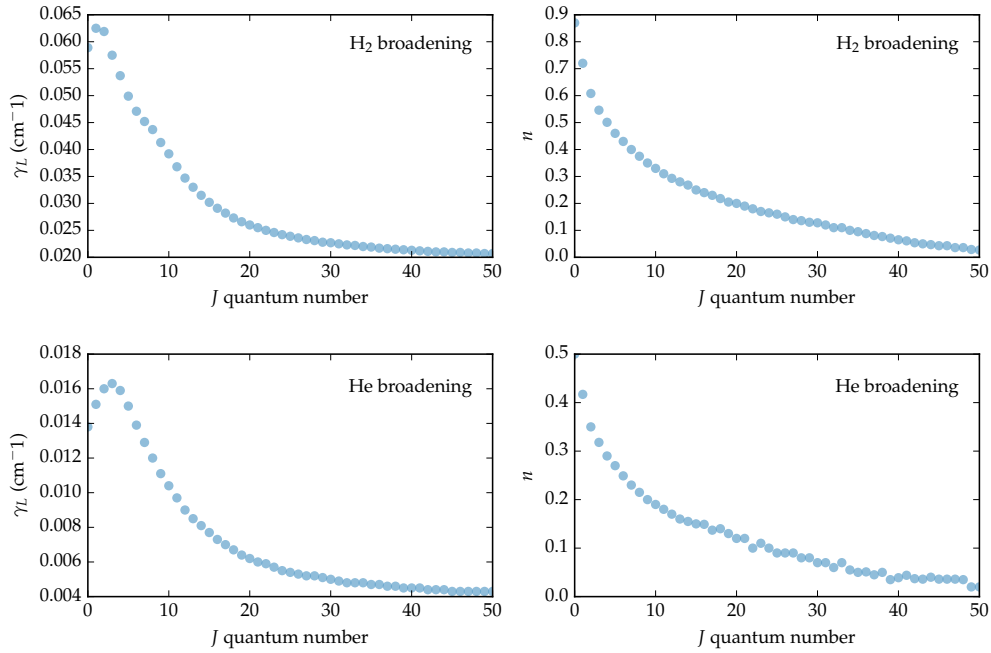 0.065
0.060
0.055
0.050
0.045
0.040
0.035
0.030
0.025
0.020
γL (cm−1)
H2 broadening
0 10 20 30 40 50
J quantum number
0.9
0.8
0.7
0.6
0.5
0.4
0.3
0.2
0.1
0.0
n
H2 broadening
0 10 20 30 40 50
J quantum number
0.018
0.016
0.014
0.012
0.010
0.008
0.006
0.004
γL (cm−1)
He broadening
0 10 20 30 40 50
J quantum number
0.5
0.4
0.3
0.2
0.1
0.0
n
He broadening
0 10 20 30 40 50
J quantum number